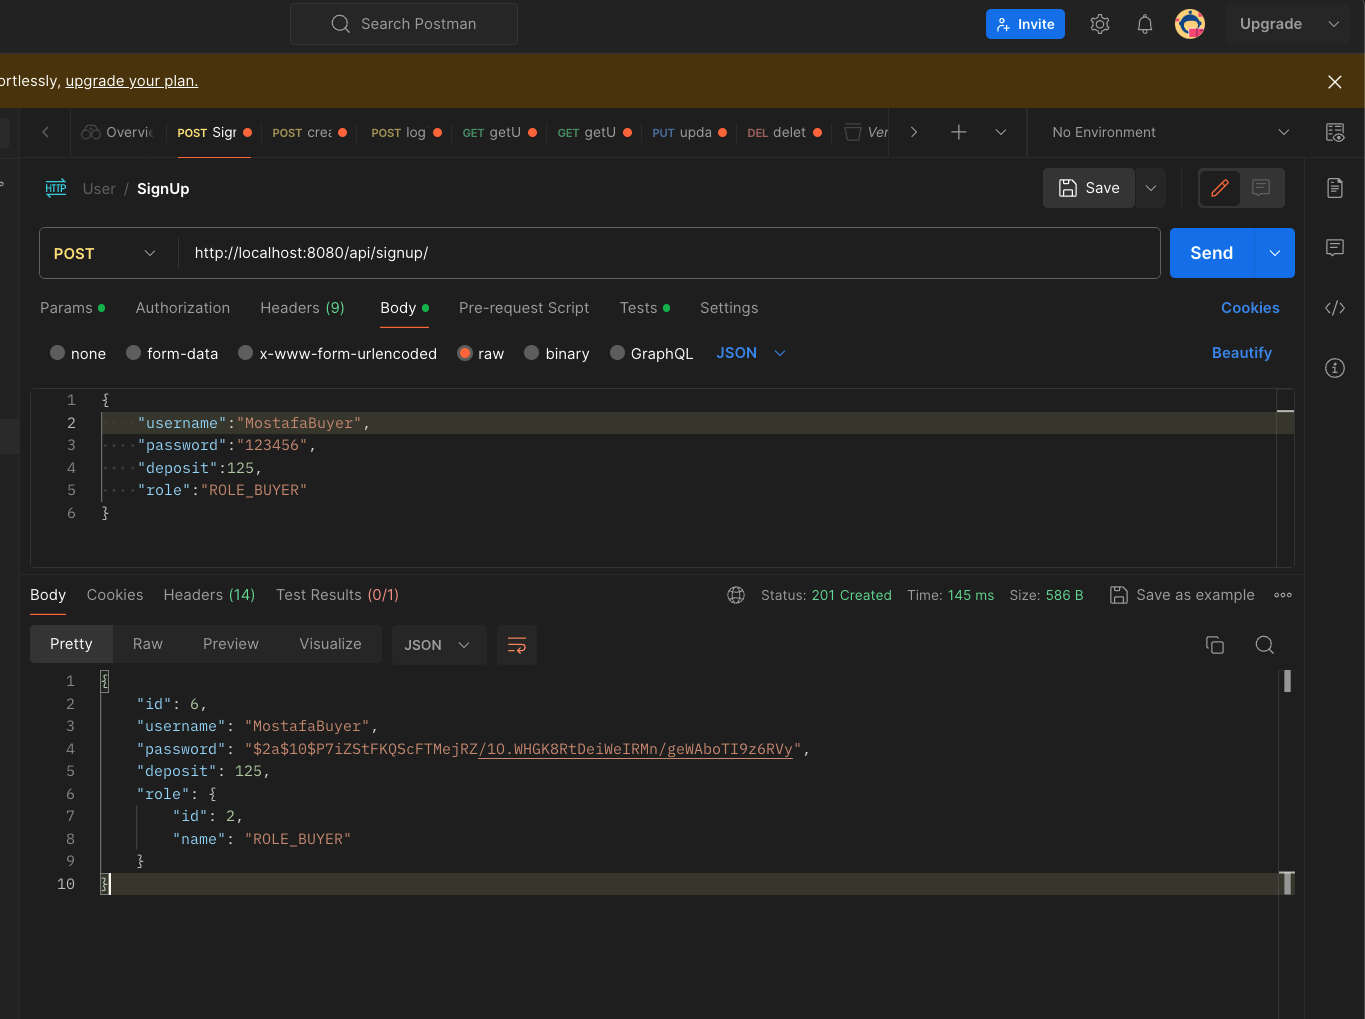 Search Postman
Invite
Upgrade
ortlessly, upgrade your plan.
Overvi
POST Sigr
POST crea
POST log
GET getU
GET getU
PUT upda
DEL delet
Ver
No Environment
HTTP User / SignUp
Save
POST http://localhost:8080/api/signup/
Send
Params Authorization Headers (9) Body Pre-request Script Tests Settings Cookies
none form-data x-www-form-urlencoded raw binary GraphQL JSON Beautify
1 {
2 "username":"MostafaBuyer",
3 "password":"123456",
4 "deposit":125,
5 "role":"ROLE_BUYER"
6 }
Body Cookies Headers (14) Test Results (0/1) Status: 201 Created Time: 145 ms Size: 586 B Save as example
Pretty Raw Preview Visualize JSON
1 {
2 "id": 6,
3 "username": "MostafaBuyer",
4 "password": "$2a$10$P7iZStFKQScFTMejRZ/1O.WHGK8RtDeiWeIRMn/geWAboTI9z6RVy",
5 "deposit": 125,
6 "role": {
7 "id": 2,
8 "name": "ROLE_BUYER"
9 }
10 }